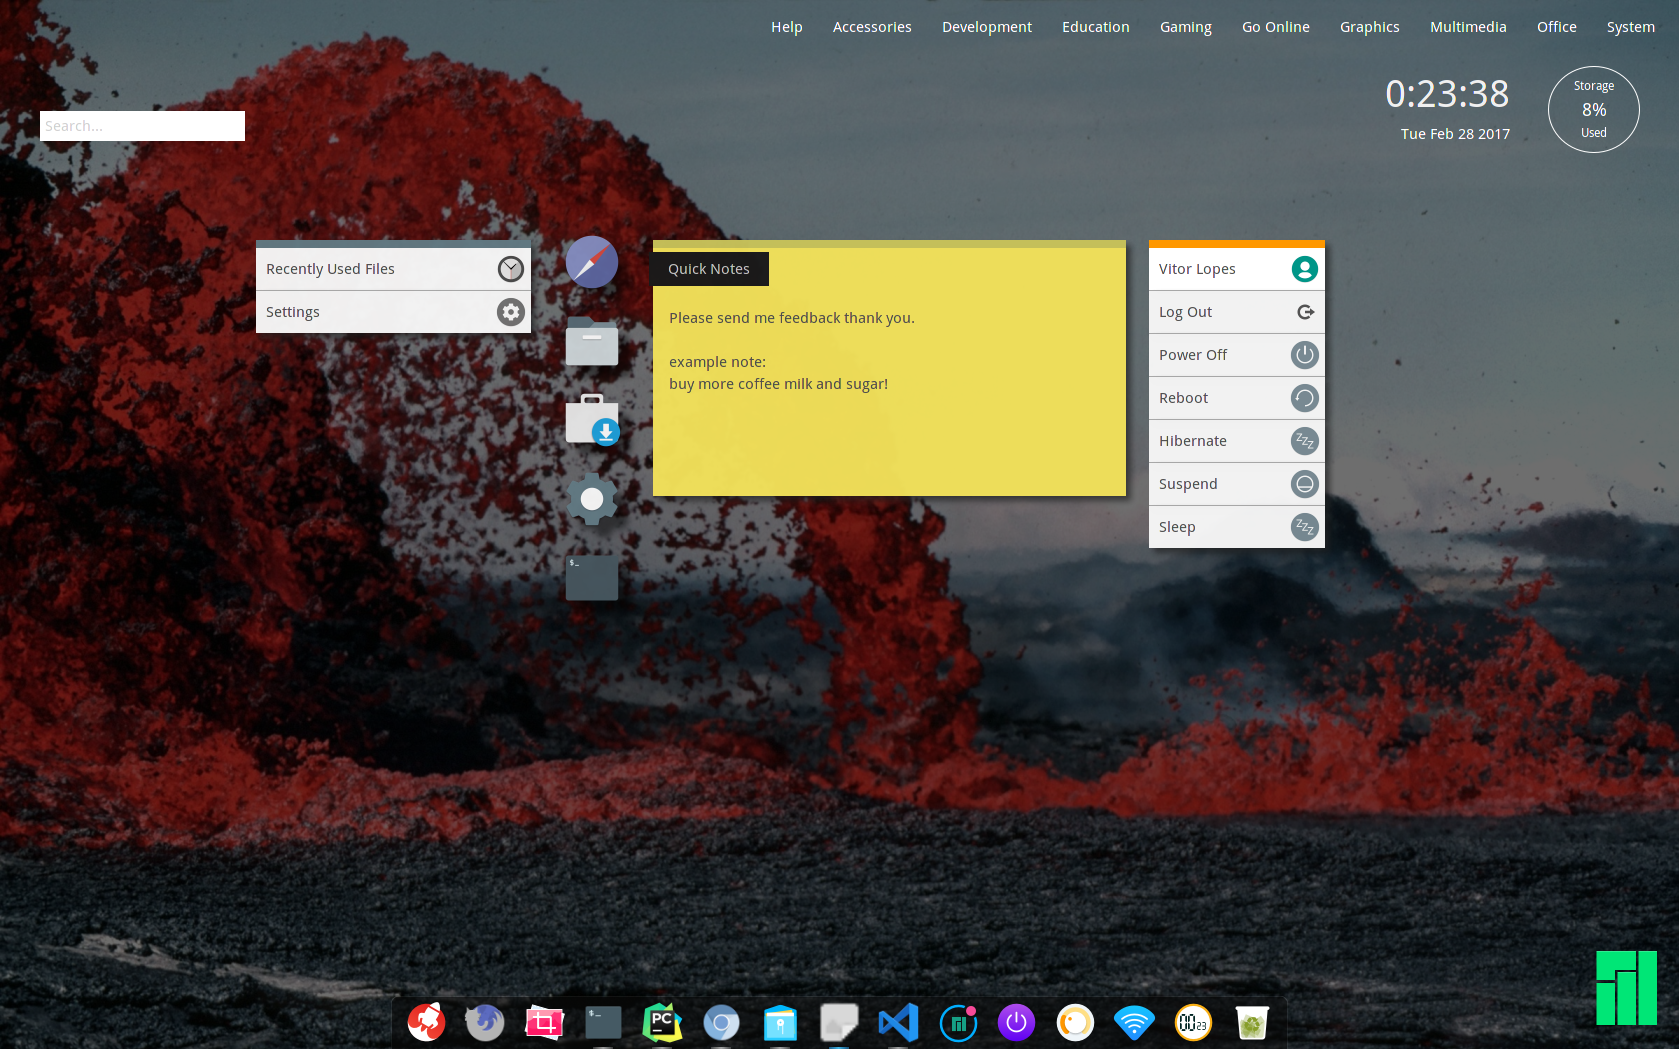 Help Accessories Development Education Gaming Go Online Graphics Multimedia Office System
Search...
0:23:38
Tue Feb 28 2017
Storage
8%
Used
Recently Used Files
Settings
$_
Quick Notes
Please send me feedback thank you.
example note:
buy more coffee milk and sugar!
Vitor Lopes
Log Out
Power Off
Reboot
Hibernate
Suspend
Sleep
ZZZ
ZZZ
$_
PC
00 23